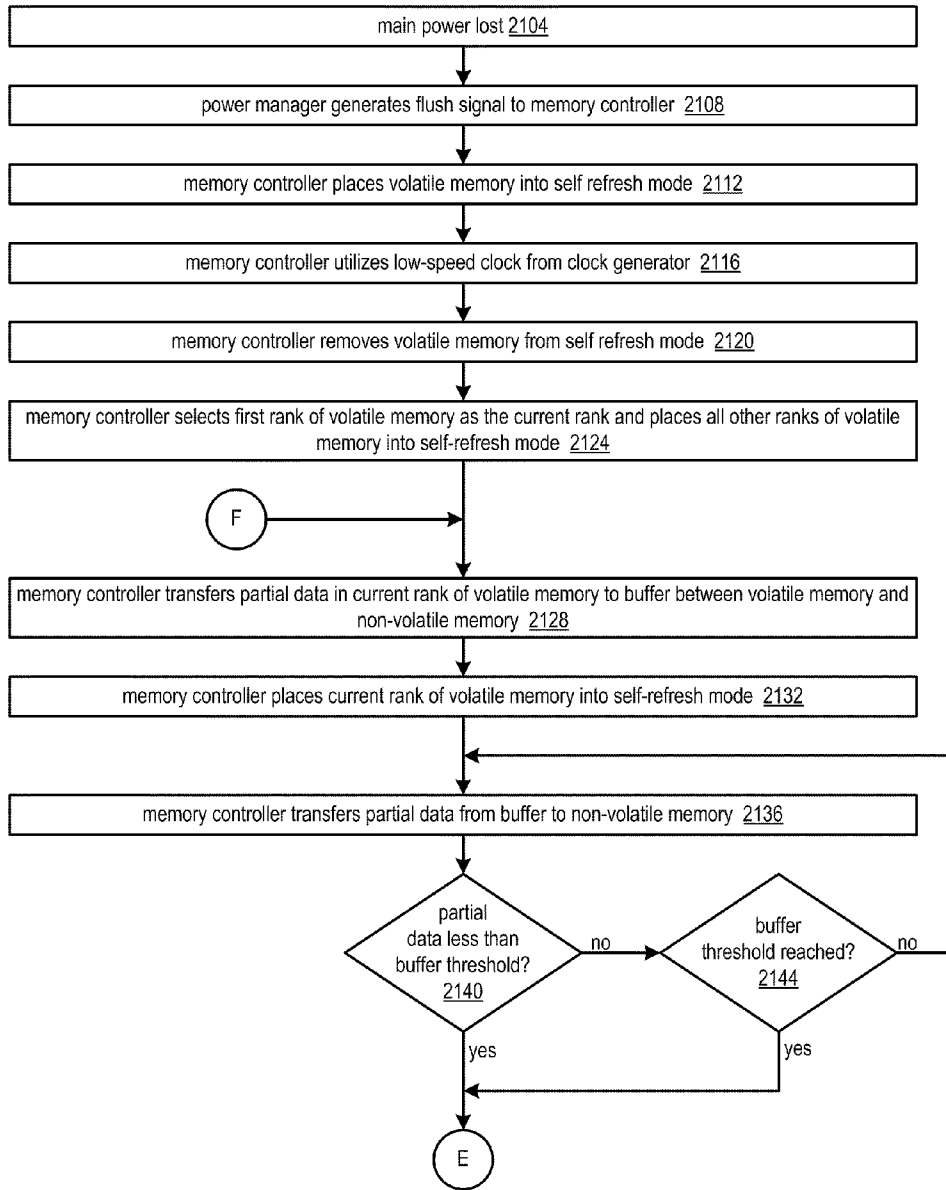 main power lost 2104
power manager generates flush signal to memory controller 2108
memory controller places volatile memory into self refresh mode 2112
memory controller utilizes low-speed clock from clock generator 2116
memory controller removes volatile memory from self refresh mode 2120
memory controller selects first rank of volatile memory as the current rank and places all other ranks of volatile
memory into self-refresh mode 2124
F
memory controller transfers partial data in current rank of volatile memory to buffer between volatile memory and
non-volatile memory 2128
memory controller places current rank of volatile memory into self-refresh mode 2132
memory controller transfers partial data from buffer to non-volatile memory 2136
partial
data less than
buffer threshold?
2140
no
buffer
threshold reached?
2144
no
yes
yes
E